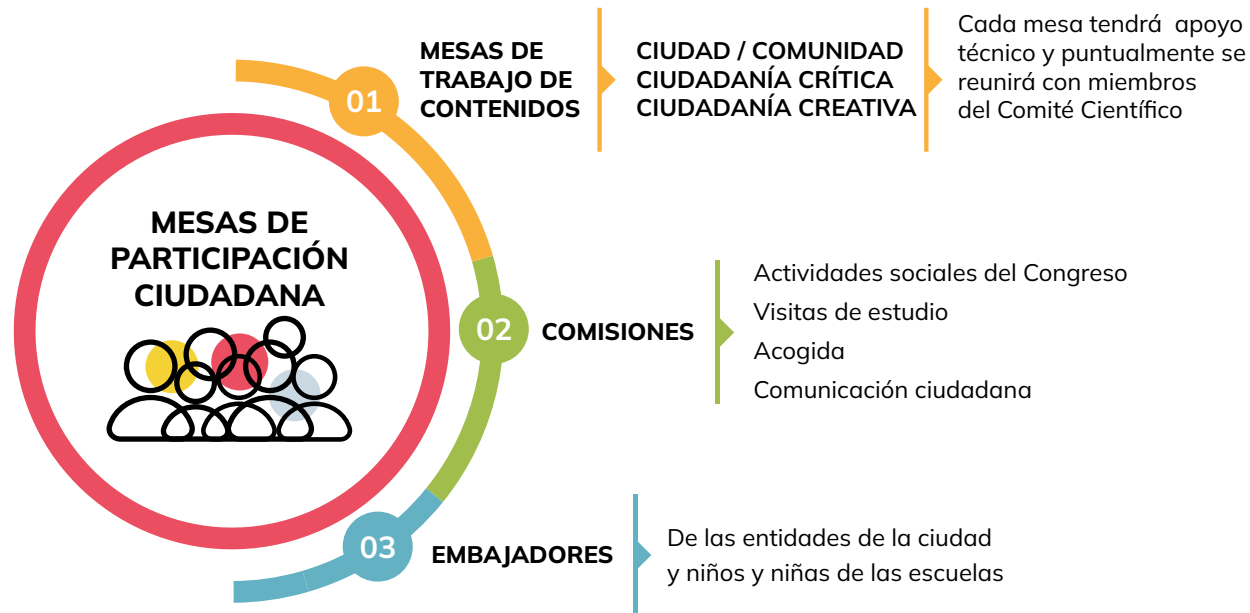 MESAS DE
PARTICIPACIÓN
CIUDADANA
01
MESAS DE
TRABAJO DE
CONTENIDOS
CIUDAD / COMUNIDAD
CIUDADANÍA CRÍTICA
CIUDADANÍA CREATIVA
Cada mesa tendrá apoyo
técnico y puntualmente se
reunirá con miembros
del Comité Científico
02
COMISIONES
Actividades sociales del Congreso
Visitas de estudio
Acogida
Comunicación ciudadana
03
EMBAJADORES
De las entidades de la ciudad
y niños y niñas de las escuelas